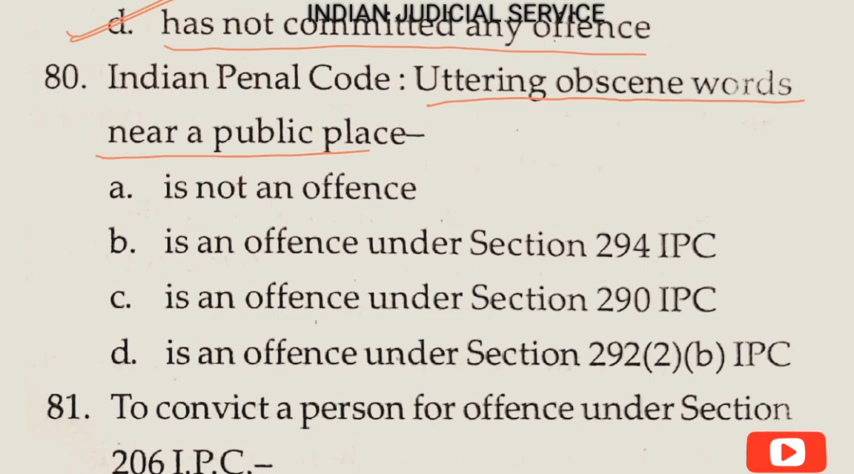 INDIAN JUDICIAL SERVICE
d. has not committed any offence
80. Indian Penal Code : Uttering obscene words
near a public place–
a. is not an offence
b. is an offence under Section 294 IPC
c. is an offence under Section 290 IPC
d. is an offence under Section 292(2)(b) IPC
81. To convict a person for offence under Section
206 I.P.C.–